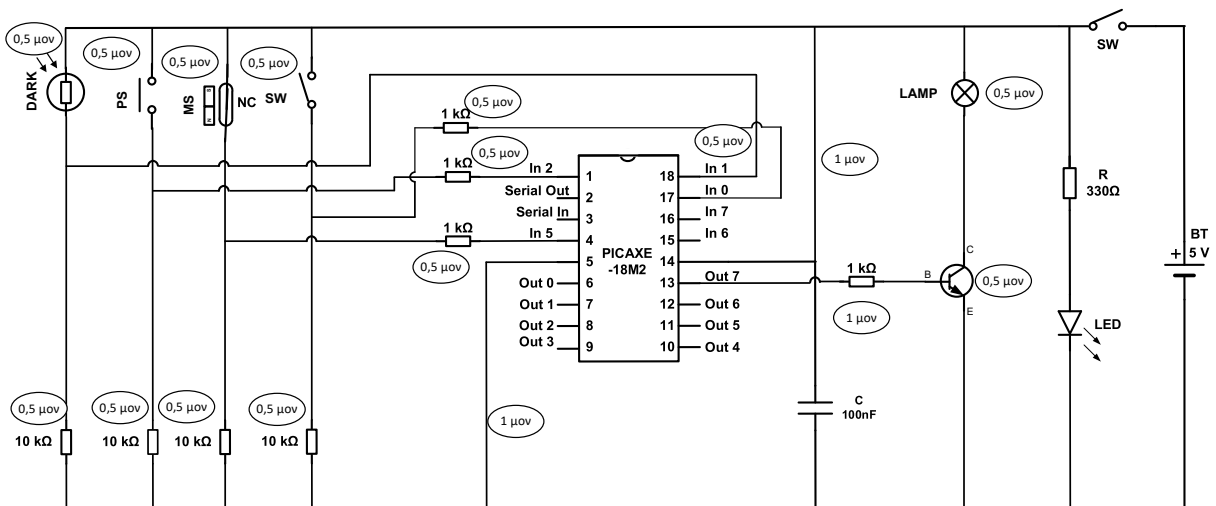 0,5 μον
0,5 μον
0,5 μον
0,5 μον
DARK
PS
MS
S
N
NC
SW
SW
LAMP
0,5 μον
1 kΩ
0,5 μον
1 kΩ
0,5 μον
1 kΩ
0,5 μον
0,5 μον
1 μον
In 2
Serial Out
Serial In
In 5
1
2
3
4
5
6
7
8
9
Out 0
Out 1
Out 2
Out 3
PICAXE
-18M2
18
17
16
15
14
13
12
11
10
In 1
In 0
In 7
In 6
Out 7
Out 6
Out 5
Out 4
1 kΩ
1 μον
B
C
E
0,5 μον
R
330Ω
LED
BT
+ 5 V
C
100nF
1 μον
0,5 μον
0,5 μον
0,5 μον
0,5 μον
10 kΩ
10 kΩ
10 kΩ
10 kΩ